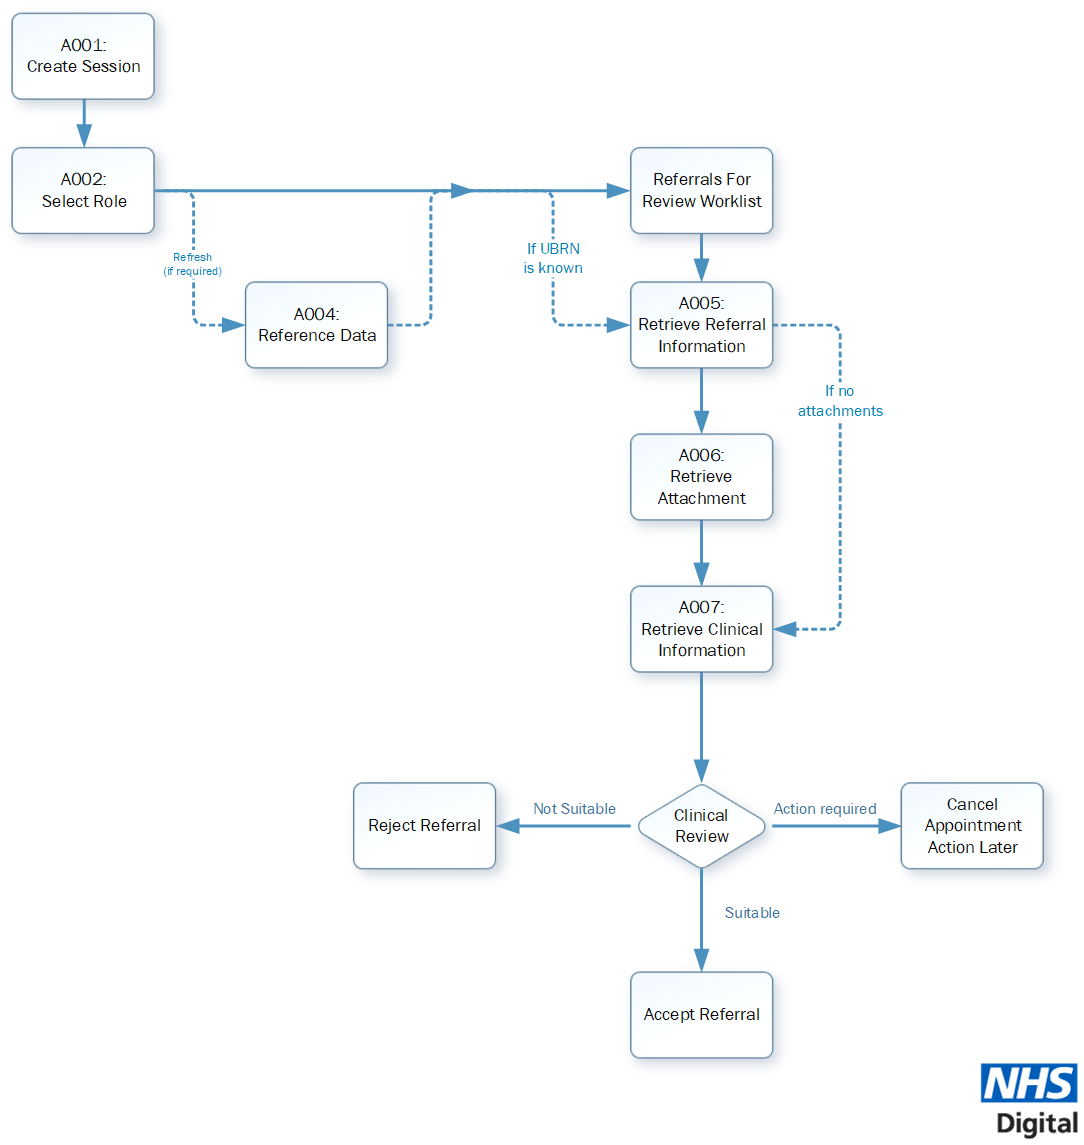 A001:
Create Session
A002:
Select Role
Referrals For
Review Worklist
Refresh
(if required)
If UBRN
is known
A004:
Reference Data
A005:
Retrieve Referral
Information
If no
attachments
A006:
Retrieve
Attachment
A007:
Retrieve Clinical
Information
Reject Referral
Not Suitable
Clinical
Review
Action required
Cancel
Appointment
Action Later
Suitable
Accept Referral
NHS
Digital